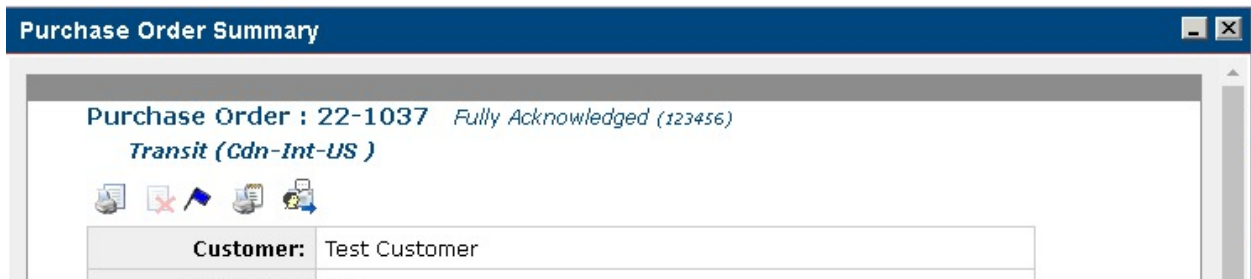 Purchase Order Summary
Purchase Order : 22-1037 Fully Acknowledged (123456)
Transit (Cdn-Int-US )
Customer: Test Customer